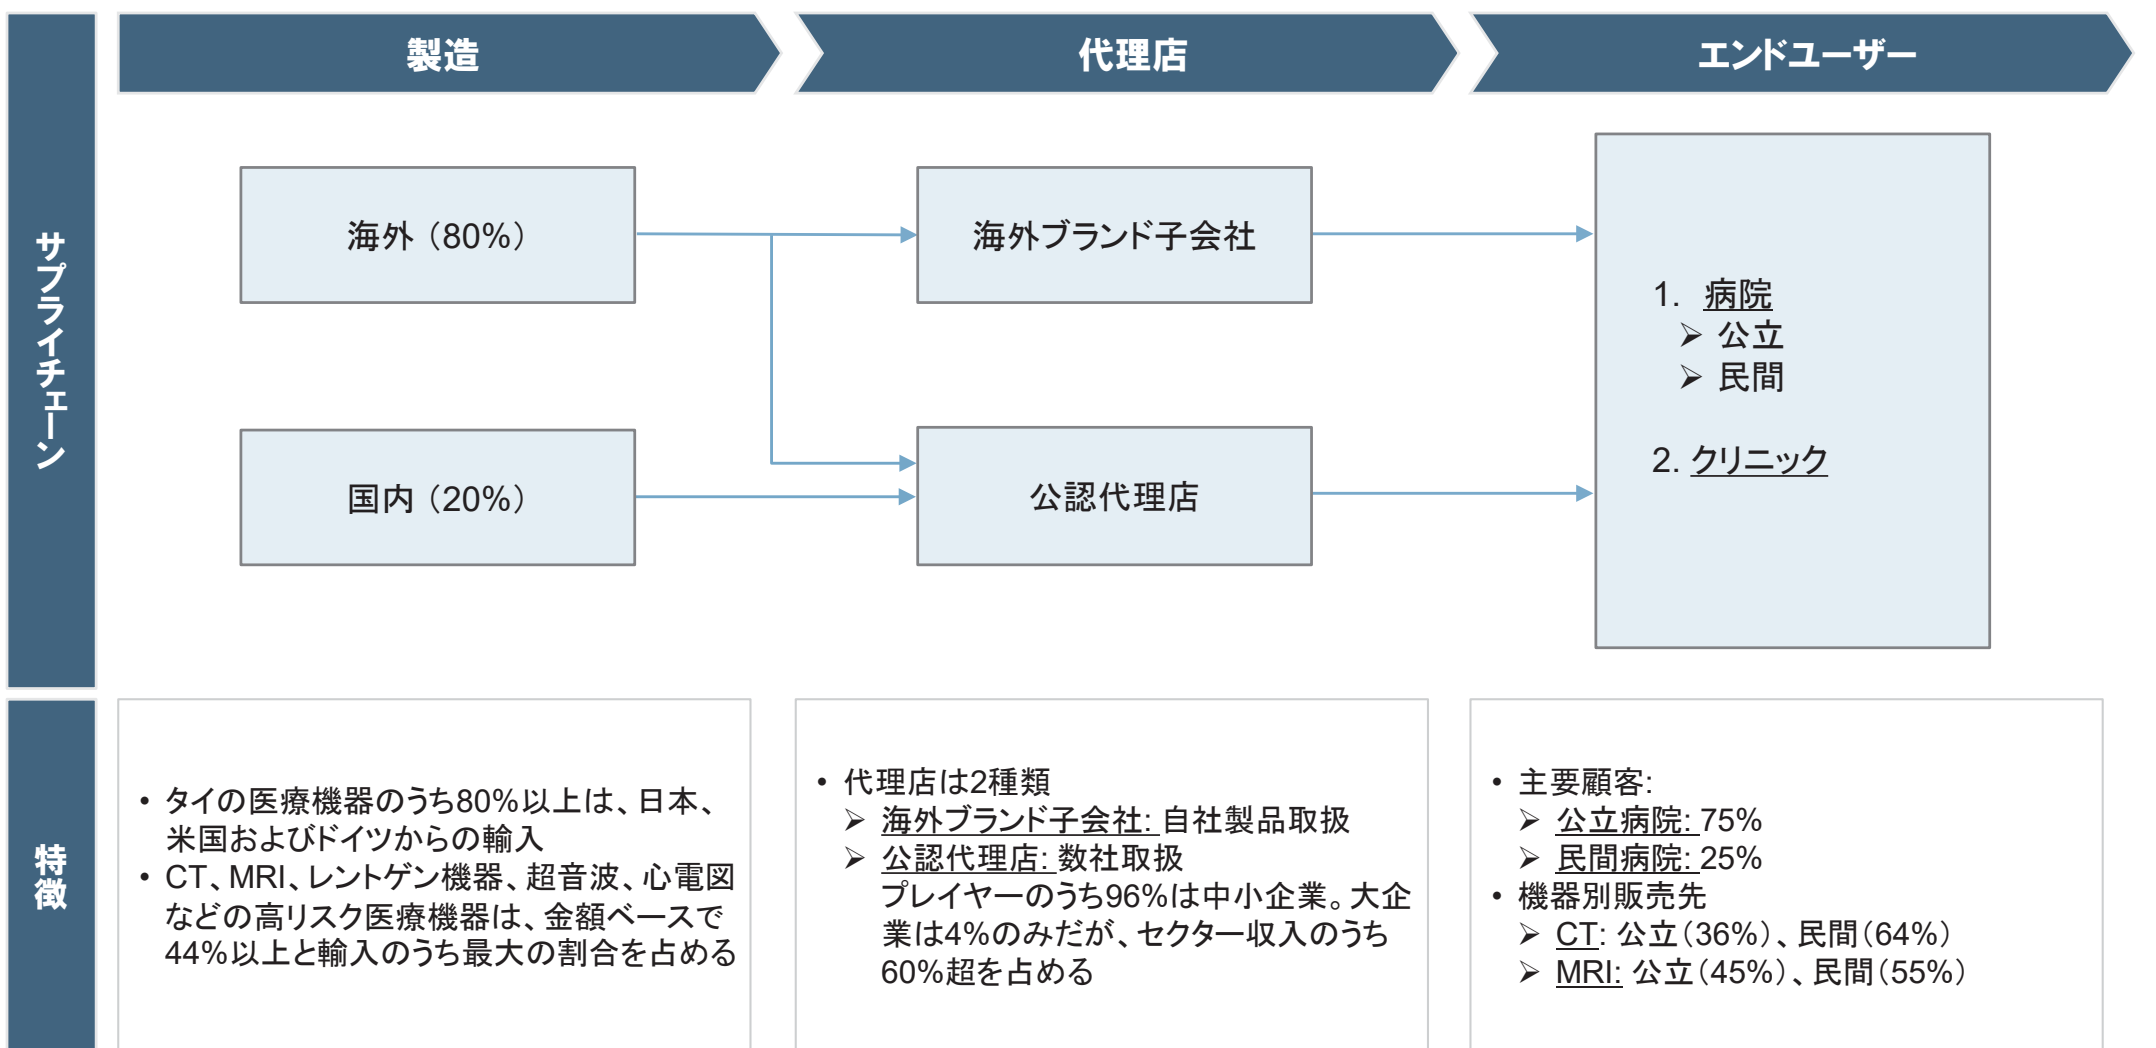 製造
代理店
エンドユーザー
サプライチェーン
海外（80%）
海外ブランド子会社
国内（20%）
公認代理店
1. 病院
➢ 公立
➢ 民間
2. クリニック
特徴
• タイの医療機器のうち80%以上は、日本、
米国およびドイツからの輸入
• CT、MRI、レントゲン機器、超音波、心電図
などの高リスク医療機器は、金額ベースで
44%以上と輸入のうち最大の割合を占める
• 代理店は2種類
➢ 海外ブランド子会社: 自社製品取扱
➢ 公認代理店: 数社取扱
プレイヤーのうち96%は中小企業。大企
業は4%のみだが、セクター収入のうち
60%超を占める
• 主要顧客:
➢ 公立病院: 75%
➢ 民間病院: 25%
• 機器別販売先
➢ CT: 公立（36%）、民間（64%）
➢ MRI: 公立（45%）、民間（55%）